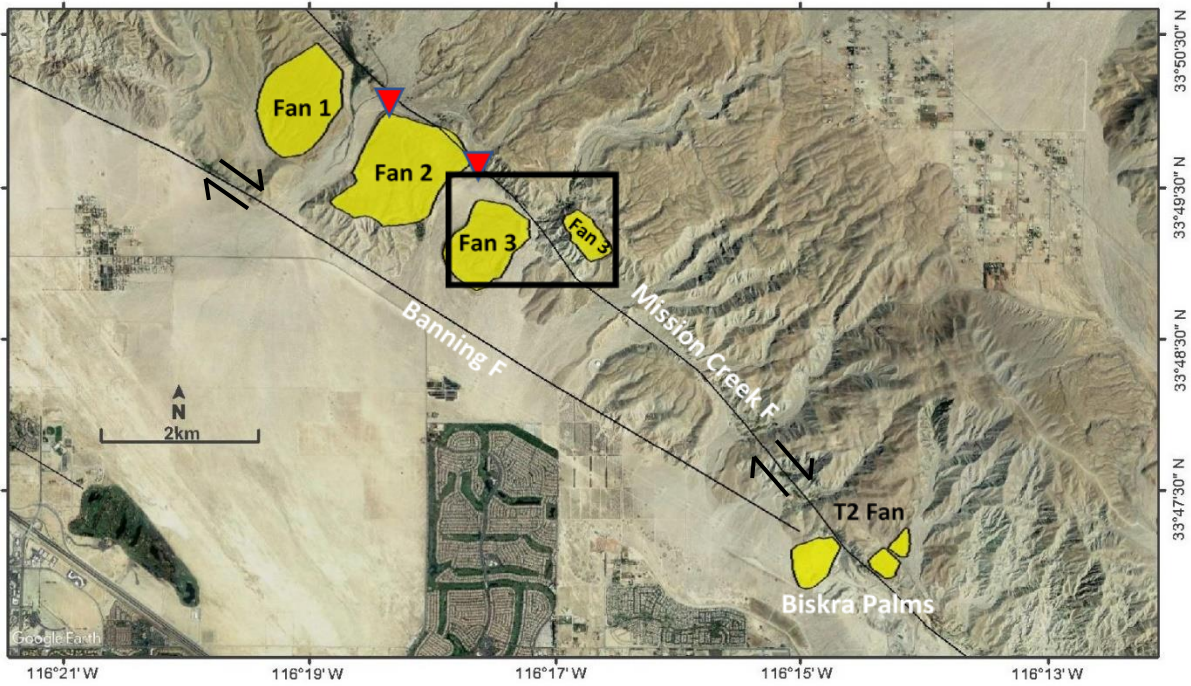 33°50'30" N
Fan 1
Fan 2
33°49'30" N
Fan 3
Fan 3
Mission Creek F
Banning F
33°48'30" N
N
2km
33°47'30" N
T2 Fan
Biskra Palms
Google Earth
116°21' W
116°19' W
116°17' W
116°15' W
116°13' W